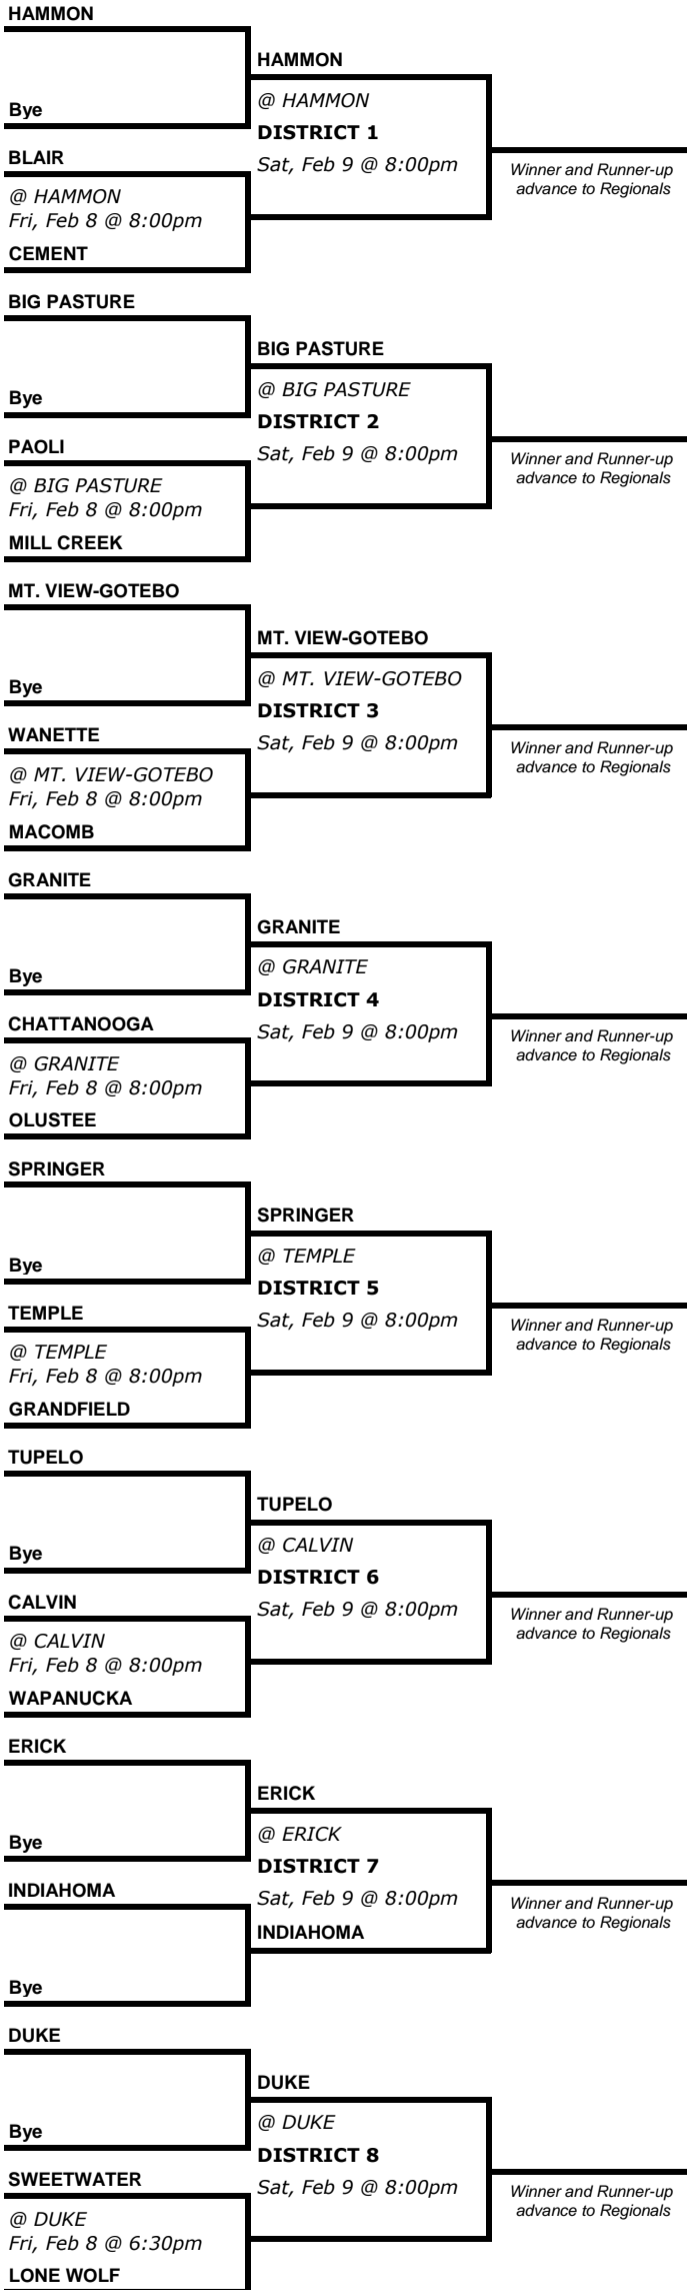 HAMMON
HAMMON
@ HAMMON
Bye
DISTRICT 1
BLAIR
Sat, Feb 9 @ 8:00pm
Winner and Runner-up
advance to Regionals
@ HAMMON
Fri, Feb 8 @ 8:00pm
CEMENT
BIG PASTURE
BIG PASTURE
@ BIG PASTURE
Bye
DISTRICT 2
PAOLI
Sat, Feb 9 @ 8:00pm
Winner and Runner-up
advance to Regionals
@ BIG PASTURE
Fri, Feb 8 @ 8:00pm
MILL CREEK
MT. VIEW-GOTEBO
MT. VIEW-GOTEBO
@ MT. VIEW-GOTEBO
Bye
DISTRICT 3
WANETTE
Sat, Feb 9 @ 8:00pm
Winner and Runner-up
advance to Regionals
@ MT. VIEW-GOTEBO
Fri, Feb 8 @ 8:00pm
MACOMB
GRANITE
GRANITE
@ GRANITE
Bye
DISTRICT 4
CHATTANOOGA
Sat, Feb 9 @ 8:00pm
Winner and Runner-up
advance to Regionals
@ GRANITE
Fri, Feb 8 @ 8:00pm
OLUSTEE
SPRINGER
SPRINGER
@ TEMPLE
Bye
DISTRICT 5
TEMPLE
Sat, Feb 9 @ 8:00pm
Winner and Runner-up
advance to Regionals
@ TEMPLE
Fri, Feb 8 @ 8:00pm
GRANDFIELD
TUPELO
TUPELO
@ CALVIN
Bye
DISTRICT 6
CALVIN
Sat, Feb 9 @ 8:00pm
Winner and Runner-up
advance to Regionals
@ CALVIN
Fri, Feb 8 @ 8:00pm
WAPANUCKA
ERICK
ERICK
@ ERICK
Bye
DISTRICT 7
INDIAHOMA
Sat, Feb 9 @ 8:00pm
Winner and Runner-up
advance to Regionals
INDIAHOMA
Bye
DUKE
DUKE
@ DUKE
Bye
DISTRICT 8
SWEETWATER
Sat, Feb 9 @ 8:00pm
Winner and Runner-up
advance to Regionals
@ DUKE
Fri, Feb 8 @ 6:30pm
LONE WOLF